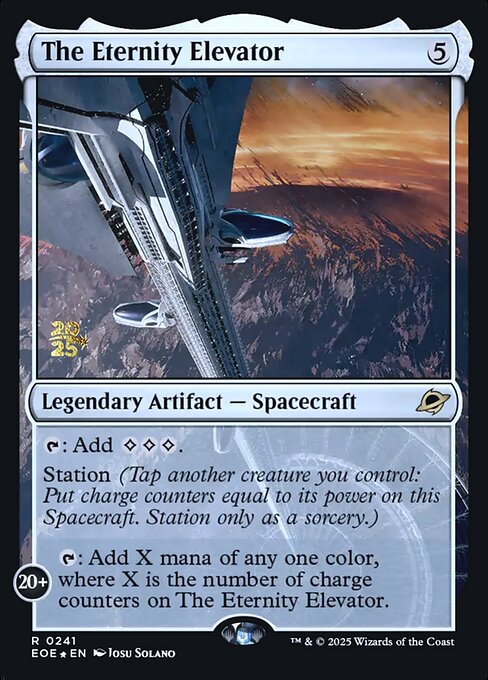 The Eternity Elevator 5
2025
Legendary Artifact — Spacecraft
: Add .
Station (Tap another creature you control:
Put charge counters equal to its power on this
Spacecraft. Station only as a sorcery.)
: Add X mana of any one color,
20+ where X is the number of charge
counters on The Eternity Elevator.
R 0241
EOE★EN Josu Solano
™ & © 2025 Wizards of the Coast